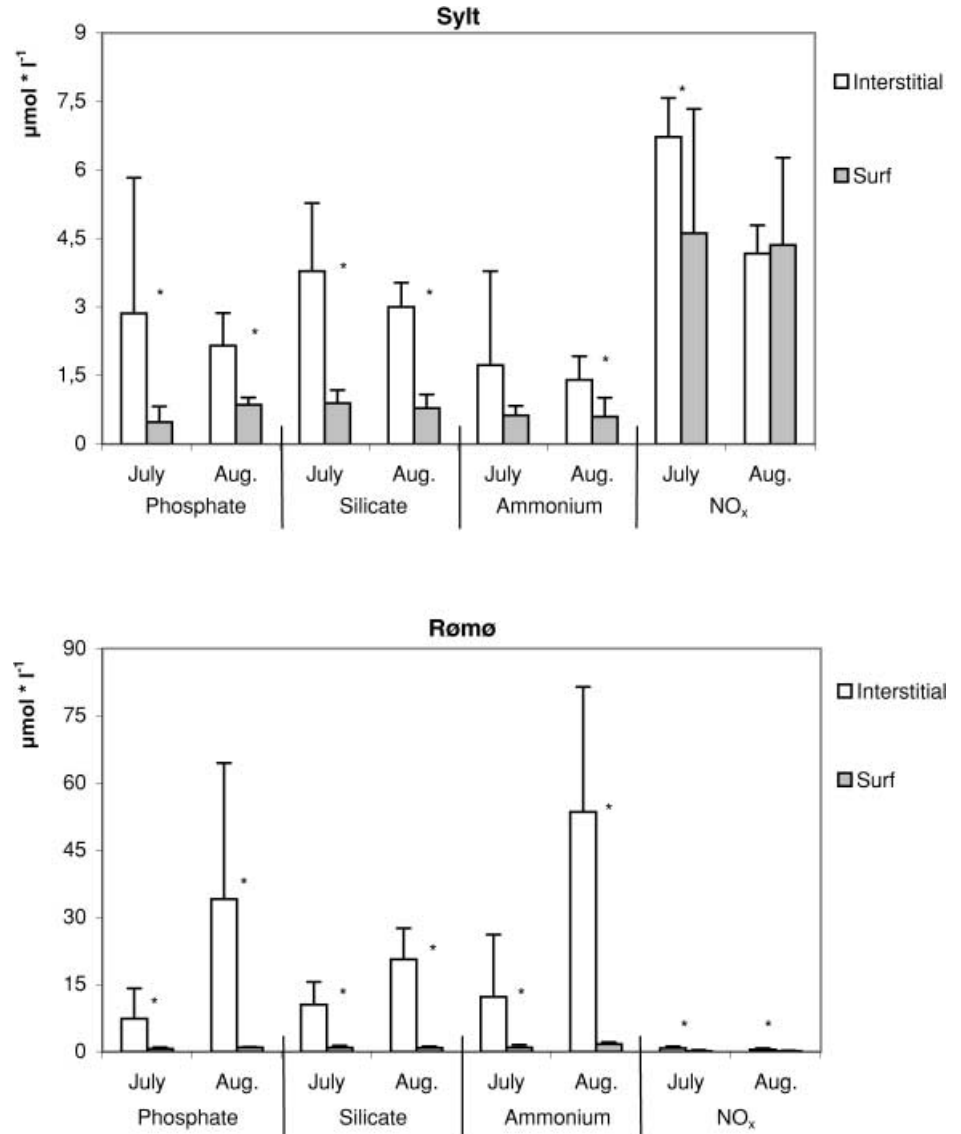 Sylt
µmol * l⁻¹
9
7,5
6
4,5
3
1,5
0
* * * * * *
Interstitial
Surf
July Aug. July Aug. July Aug. July Aug.
Phosphate Silicate Ammonium NOₓ
Rømø
µmol * l⁻¹
90
75
60
45
30
15
0
* * * * * * * *
Interstitial
Surf
July Aug. July Aug. July Aug. July Aug.
Phosphate Silicate Ammonium NOₓ